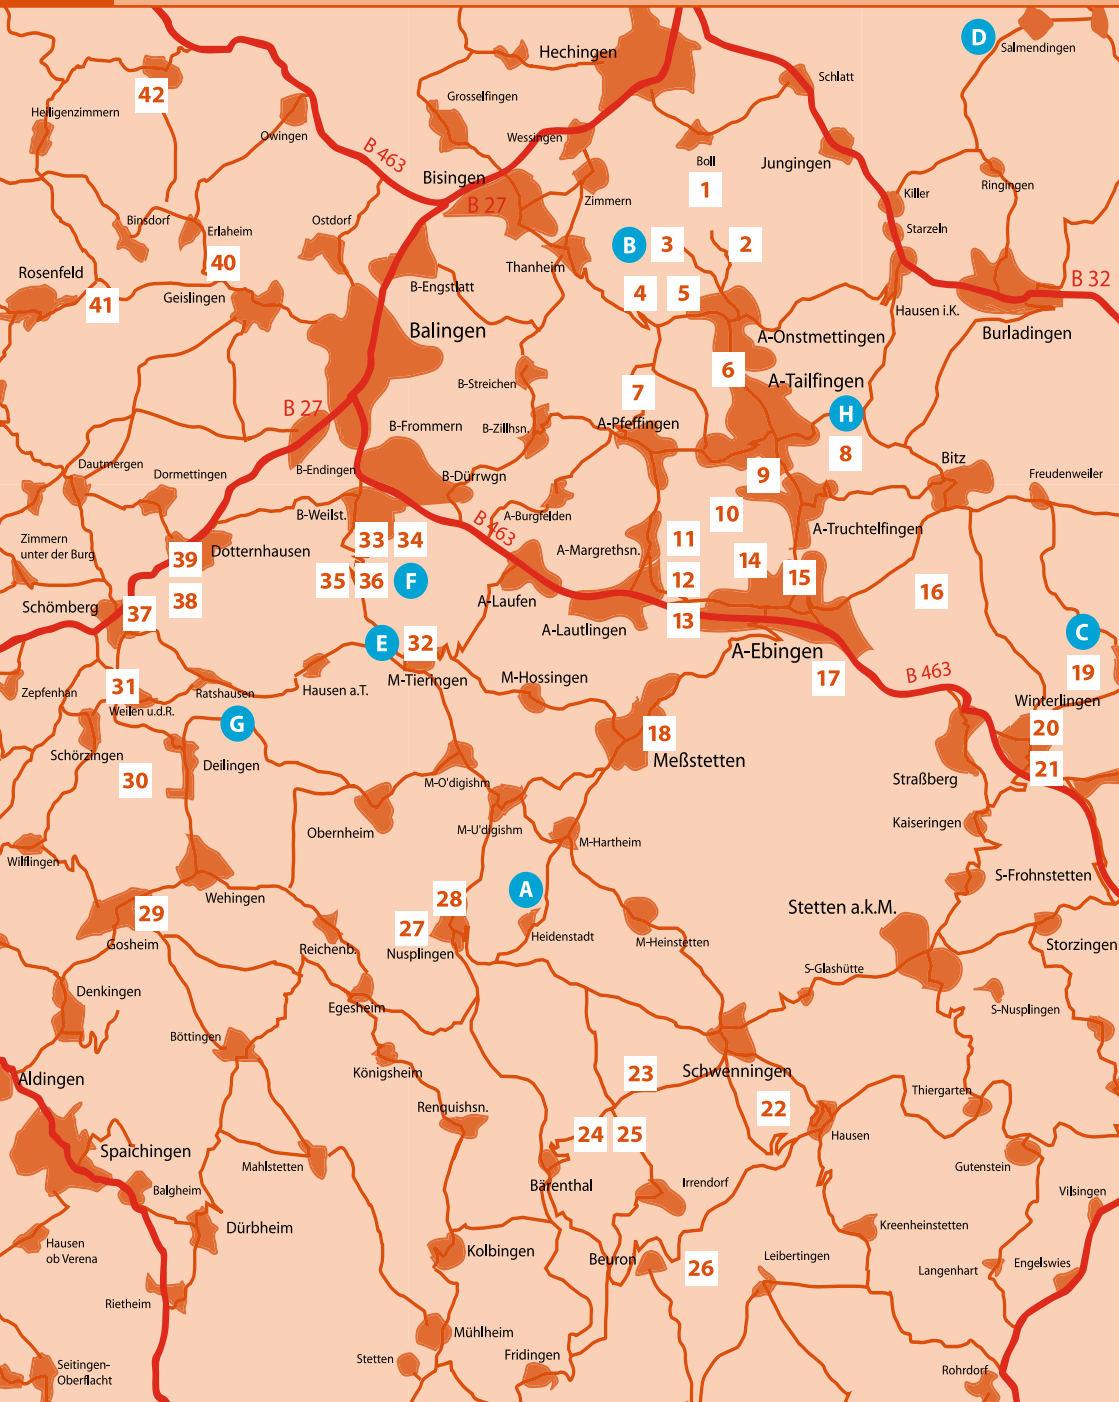 D
Salmendingen
Hechingen
Schlatt
42
Grosselfingen
Heiligenzimmern
Owingen
Wessingen
B 463
Boll
Jungingen
Bisingen
1
Ringingen
Killer
B 27
Zimmern
Binsdorf
Ostdorf
Erlaheim
Starzeln
B
3
2
40
Thanheim
Rosenfeld
B 32
B-Engstlatt
4
5
Geislingen
41
Hausen i.K.
Balingen
A-Onstmettingen
Burladingen
6
A-Tailfingen
B-Streichen
7
B 27
H
A-Pfeffingen
B-Frommern
B-Zillhsn.
8
Bitz
Dautmergen
Dormettingen
B-Endingen
B-Dürrwgn
9
Freudenweiler
B-Weilst.
A-Burgfelden
10
B 463
A-Truchtelfingen
Zimmern
unter der Burg
33
34
11
39
Dotternhausen
A-Margrethsn.
14
35
36
F
12
15
16
38
A-Laufen
Schömberg
37
13
A-Lautlingen
C
E
32
A-Ebingen
19
M-Tieringen
M-Hossingen
17
B 463
31
Zepfenhan
Ratshausen
Hausen a.T.
Winterlingen
Weilen u.d.R.
G
18
20
Schörzingen
Deilingen
Meßstetten
21
30
M-O'digishm
Straßberg
Obernheim
M-U'digishm
Kaiseringen
M-Hartheim
Wilflingen
S-Frohnstetten
A
Wehingen
28
Stetten a.k.M.
29
27
Heidenstadt
M-Heinstetten
Gosheim
Reichenb.
Nusplingen
Storzingen
S-Glashütte
Denkingen
Egesheim
S-Nusplingen
Böttingen
Königsheim
23
Schwenningen
Aldingen
Thiergarten
Renquishsn.
22
24
25
Hausen
Spaichingen
Mahlstetten
Gutenstein
Balgheim
Bärenthal
Irrendorf
Vilsingen
Dürbheim
Kreenheinstetten
Hausen
ob Verena
Kolbingen
Beuron
Leibertingen
26
Langenhart
Engelswies
Rietheim
Mühlheim
Stetten
Fridingen
Seitingen-
Oberflacht
Rohrdorf